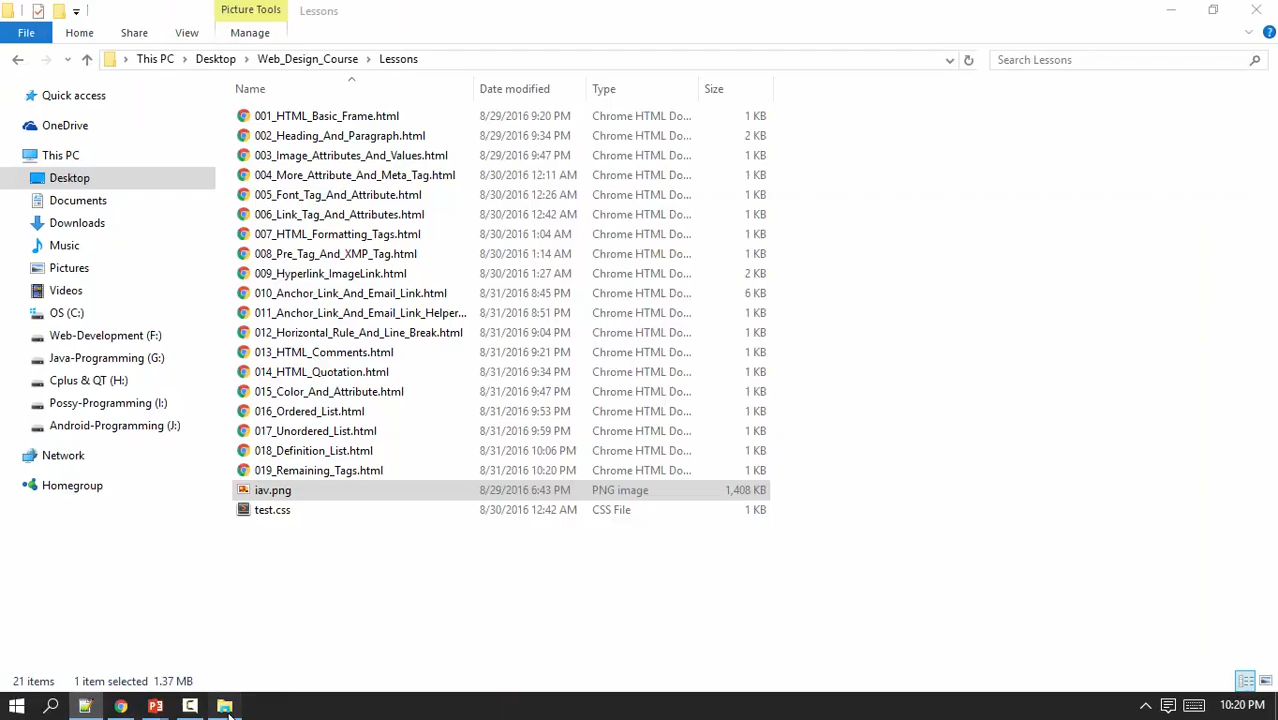 Picture Tools
Lessons
File
Home
Share
View
Manage
This PC
Desktop
Web_Design_Course
Lessons
Search Lessons
Name
Date modified
Type
Size
Quick access
OneDrive
This PC
Desktop
Documents
Downloads
Music
Pictures
Videos
OS (C:)
Web-Development (F:)
Java-Programming (G:)
Cplus & QT (H:)
Possy-Programming (I:)
Android-Programming (J:)
Network
Homegroup
001_HTML_Basic_Frame.html 8/29/2016 9:20 PM Chrome HTML Do... 1 KB
002_Heading_And_Paragraph.html 8/29/2016 9:34 PM Chrome HTML Do... 2 KB
003_Image_Attributes_And_Values.html 8/29/2016 9:47 PM Chrome HTML Do... 1 KB
004_More_Attribute_And_Meta_Tag.html 8/30/2016 12:11 AM Chrome HTML Do... 1 KB
005_Font_Tag_And_Attribute.html 8/30/2016 12:26 AM Chrome HTML Do... 1 KB
006_Link_Tag_And_Attributes.html 8/30/2016 12:42 AM Chrome HTML Do... 1 KB
007_HTML_Formatting_Tags.html 8/30/2016 1:04 AM Chrome HTML Do... 1 KB
008_Pre_Tag_And_XMP_Tag.html 8/30/2016 1:14 AM Chrome HTML Do... 1 KB
009_Hyperlink_ImageLink.html 8/30/2016 1:27 AM Chrome HTML Do... 2 KB
010_Anchor_Link_And_Email_Link.html 8/31/2016 8:45 PM Chrome HTML Do... 6 KB
011_Anchor_Link_And_Email_Link_Helper... 8/31/2016 8:51 PM Chrome HTML Do... 1 KB
012_Horizontal_Rule_And_Line_Break.html 8/31/2016 9:04 PM Chrome HTML Do... 1 KB
013_HTML_Comments.html 8/31/2016 9:21 PM Chrome HTML Do... 1 KB
014_HTML_Quotation.html 8/31/2016 9:34 PM Chrome HTML Do... 1 KB
015_Color_And_Attribute.html 8/31/2016 9:47 PM Chrome HTML Do... 1 KB
016_Ordered_List.html 8/31/2016 9:53 PM Chrome HTML Do... 1 KB
017_Unordered_List.html 8/31/2016 9:59 PM Chrome HTML Do... 1 KB
018_Definition_List.html 8/31/2016 10:06 PM Chrome HTML Do... 1 KB
019_Remaining_Tags.html 8/31/2016 10:20 PM Chrome HTML Do... 1 KB
iav.png 8/29/2016 6:43 PM PNG image 1,408 KB
test.css 8/30/2016 12:42 AM CSS File 1 KB
21 items
1 item selected 1.37 MB
10:20 PM